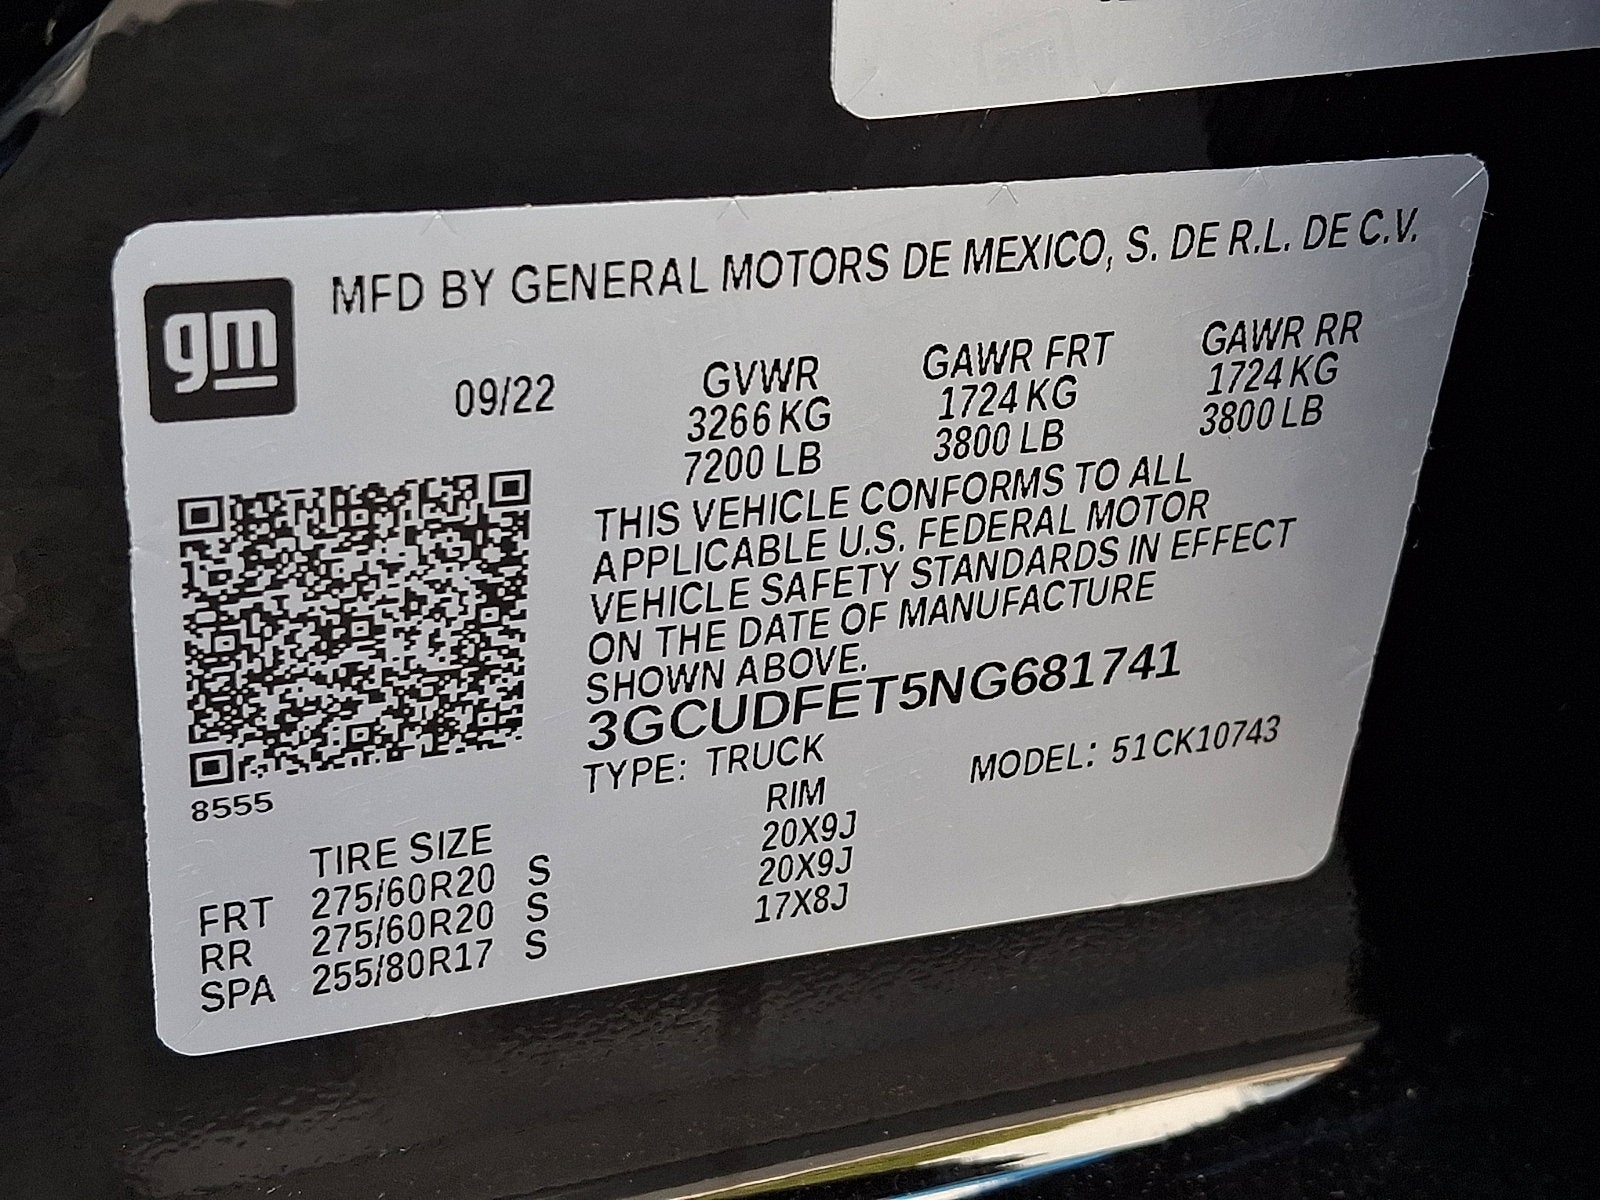 gm
MFD BY GENERAL MOTORS DE MEXICO, S. DE R.L. DE C.V.
09/22
GVWR GAWR FRT GAWR RR
3266 KG 1724 KG 1724 KG
7200 LB 3800 LB 3800 LB
THIS VEHICLE CONFORMS TO ALL
APPLICABLE U.S. FEDERAL MOTOR
VEHICLE SAFETY STANDARDS IN EFFECT
ON THE DATE OF MANUFACTURE
SHOWN ABOVE.
3GCUDFET5NG681741
TYPE: TRUCK MODEL: 51CK10743
8555
TIRE SIZE RIM
FRT 275/60R20 S 20X9J
RR 275/60R20 S 20X9J
SPA 255/80R17 S 17X8J